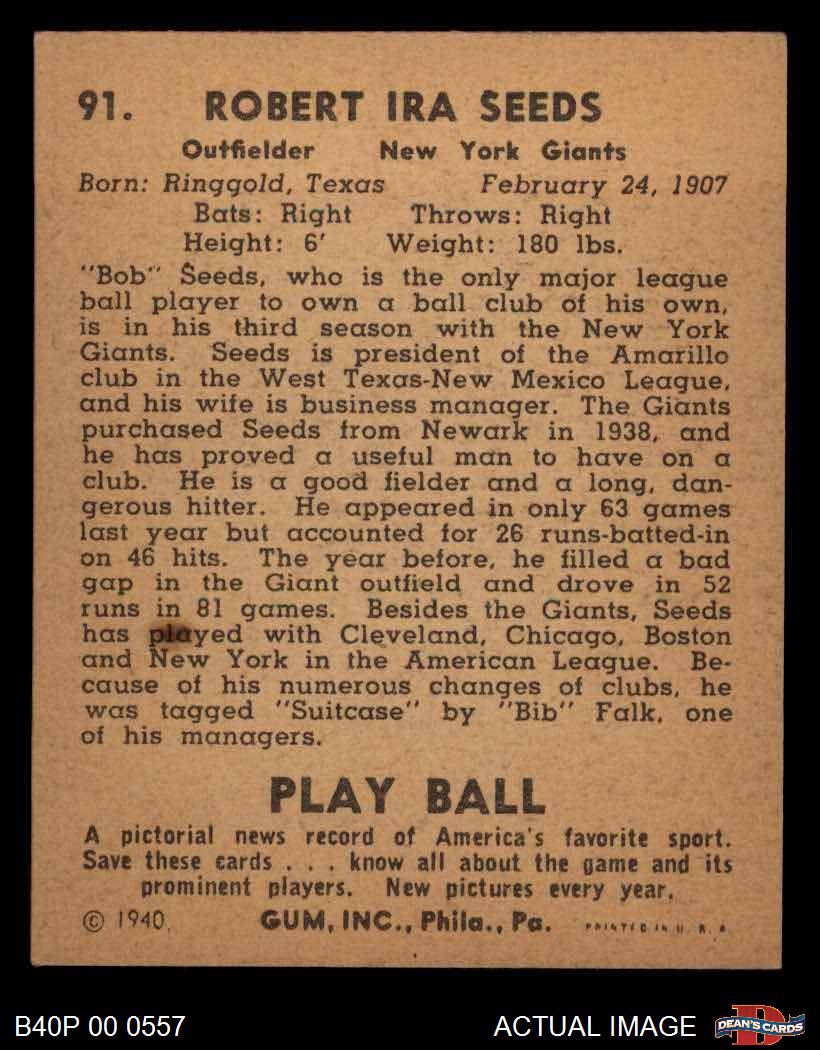 91. ROBERT IRA SEEDS
Outfielder New York Giants
Born: Ringgold, Texas February 24, 1907
Bats: Right Throws: Right
Height: 6' Weight: 180 lbs.
"Bob" Seeds, who is the only major league
ball player to own a ball club of his own,
is in his third season with the New York
Giants. Seeds is president of the Amarillo
club in the West Texas-New Mexico League,
and his wife is business manager. The Giants
purchased Seeds from Newark in 1938, and
he has proved a useful man to have on a
club. He is a good fielder and a long, dan-
gerous hitter. He appeared in only 63 games
last year but accounted for 26 runs-batted-in
on 46 hits. The year before, he filled a bad
gap in the Giant outfield and drove in 52
runs in 81 games. Besides the Giants, Seeds
has played with Cleveland, Chicago, Boston
and New York in the American League. Be-
cause of his numerous changes of clubs, he
was tagged "Suitcase" by "Bib" Falk, one
of his managers.
PLAY BALL
A pictorial news record of America's favorite sport.
Save these cards . . . know all about the game and its
prominent players. New pictures every year.
© 1940 GUM, INC., Phila., Pa. PRINTED IN U. S. A.
B40P 00 0557 ACTUAL IMAGE D DEAN'S CARDS